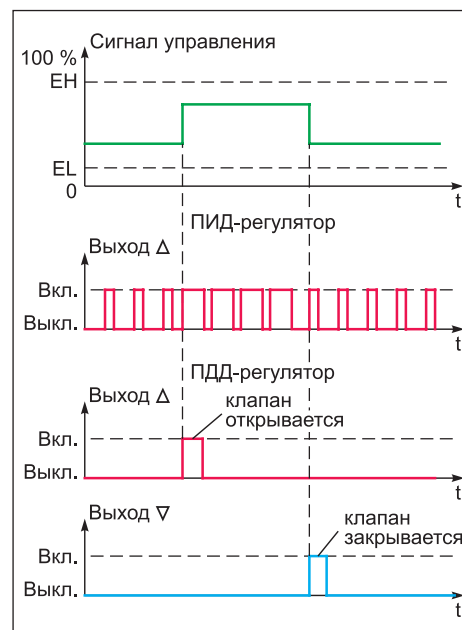 Сигнал управления
100 %
EH
EL
0
t
ПИД-регулятор
Выход Δ
Вкл.
Выкл.
t
ПДД-регулятор
Выход Δ
клапан
открывается
Вкл.
Выкл.
t
Выход ∇
клапан
закрывается
Вкл.
Выкл.
t